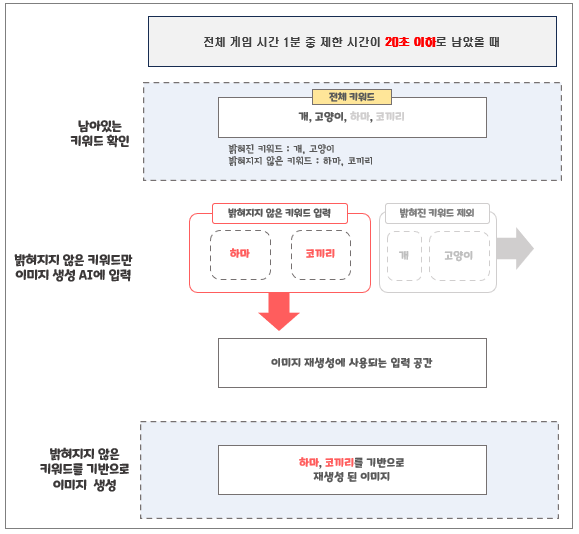 전체 게임 시간 1분 중 제한 시간이 20초 이하로 남았을 때
남아있는
키워드 확인
전체 키워드
개, 고양이, 하마, 코끼리
밝혀진 키워드 : 개, 고양이
밝혀지지 않은 키워드 : 하마, 코끼리
밝혀지지 않은 키워드만
이미지 생성 AI에 입력
밝혀지지 않은 키워드 입력
하마
코끼리
밝혀진 키워드 제외
개
고양이
이미지 재생성에 사용되는 입력 공간
밝혀지지 않은
키워드를 기반으로
이미지 생성
하마, 코끼리를 기반으로
재생성 된 이미지